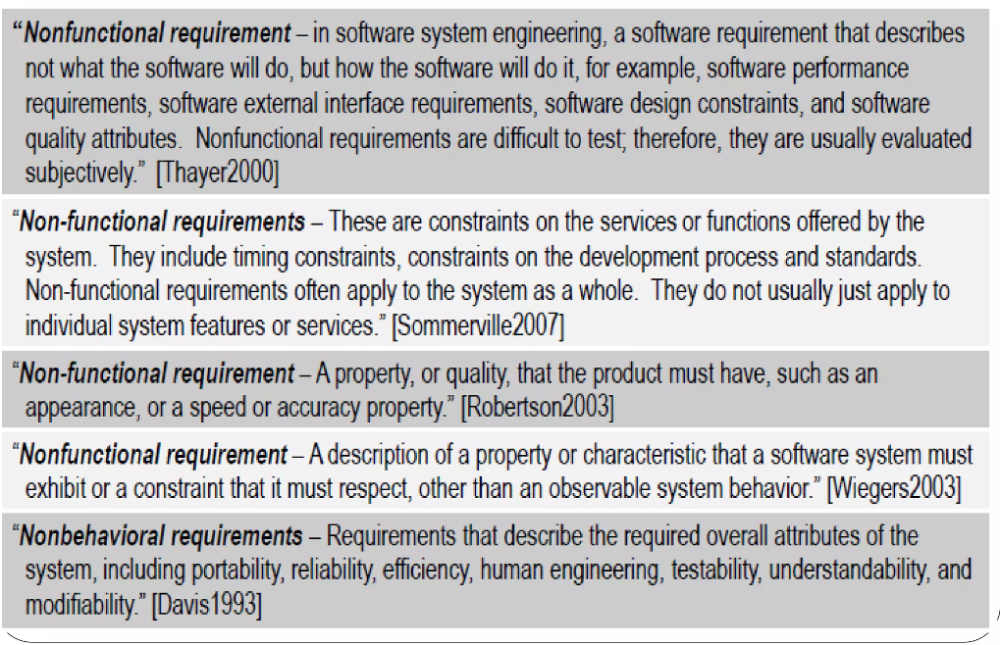 “Nonfunctional requirement – in software system engineering, a software requirement that describes
not what the software will do, but how the software will do it, for example, software performance
requirements, software external interface requirements, software design constraints, and software
quality attributes.  Nonfunctional requirements are difficult to test; therefore, they are usually evaluated
subjectively.”  [Thayer2000]
“Non-functional requirements – These are constraints on the services or functions offered by the
system.  They include timing constraints, constraints on the development process and standards.
Non-functional requirements often apply to the system as a whole.  They do not usually just apply to
individual system features or services.” [Sommerville2007]
“Non-functional requirement – A property, or quality, that the product must have, such as an
appearance, or a speed or accuracy property.” [Robertson2003]
“Nonfunctional requirement – A description of a property or characteristic that a software system must
exhibit or a constraint that it must respect, other than an observable system behavior.” [Wiegers2003]
“Nonbehavioral requirements – Requirements that describe the required overall attributes of the
system, including portability, reliability, efficiency, human engineering, testability, understandability, and
modifiability.” [Davis1993]